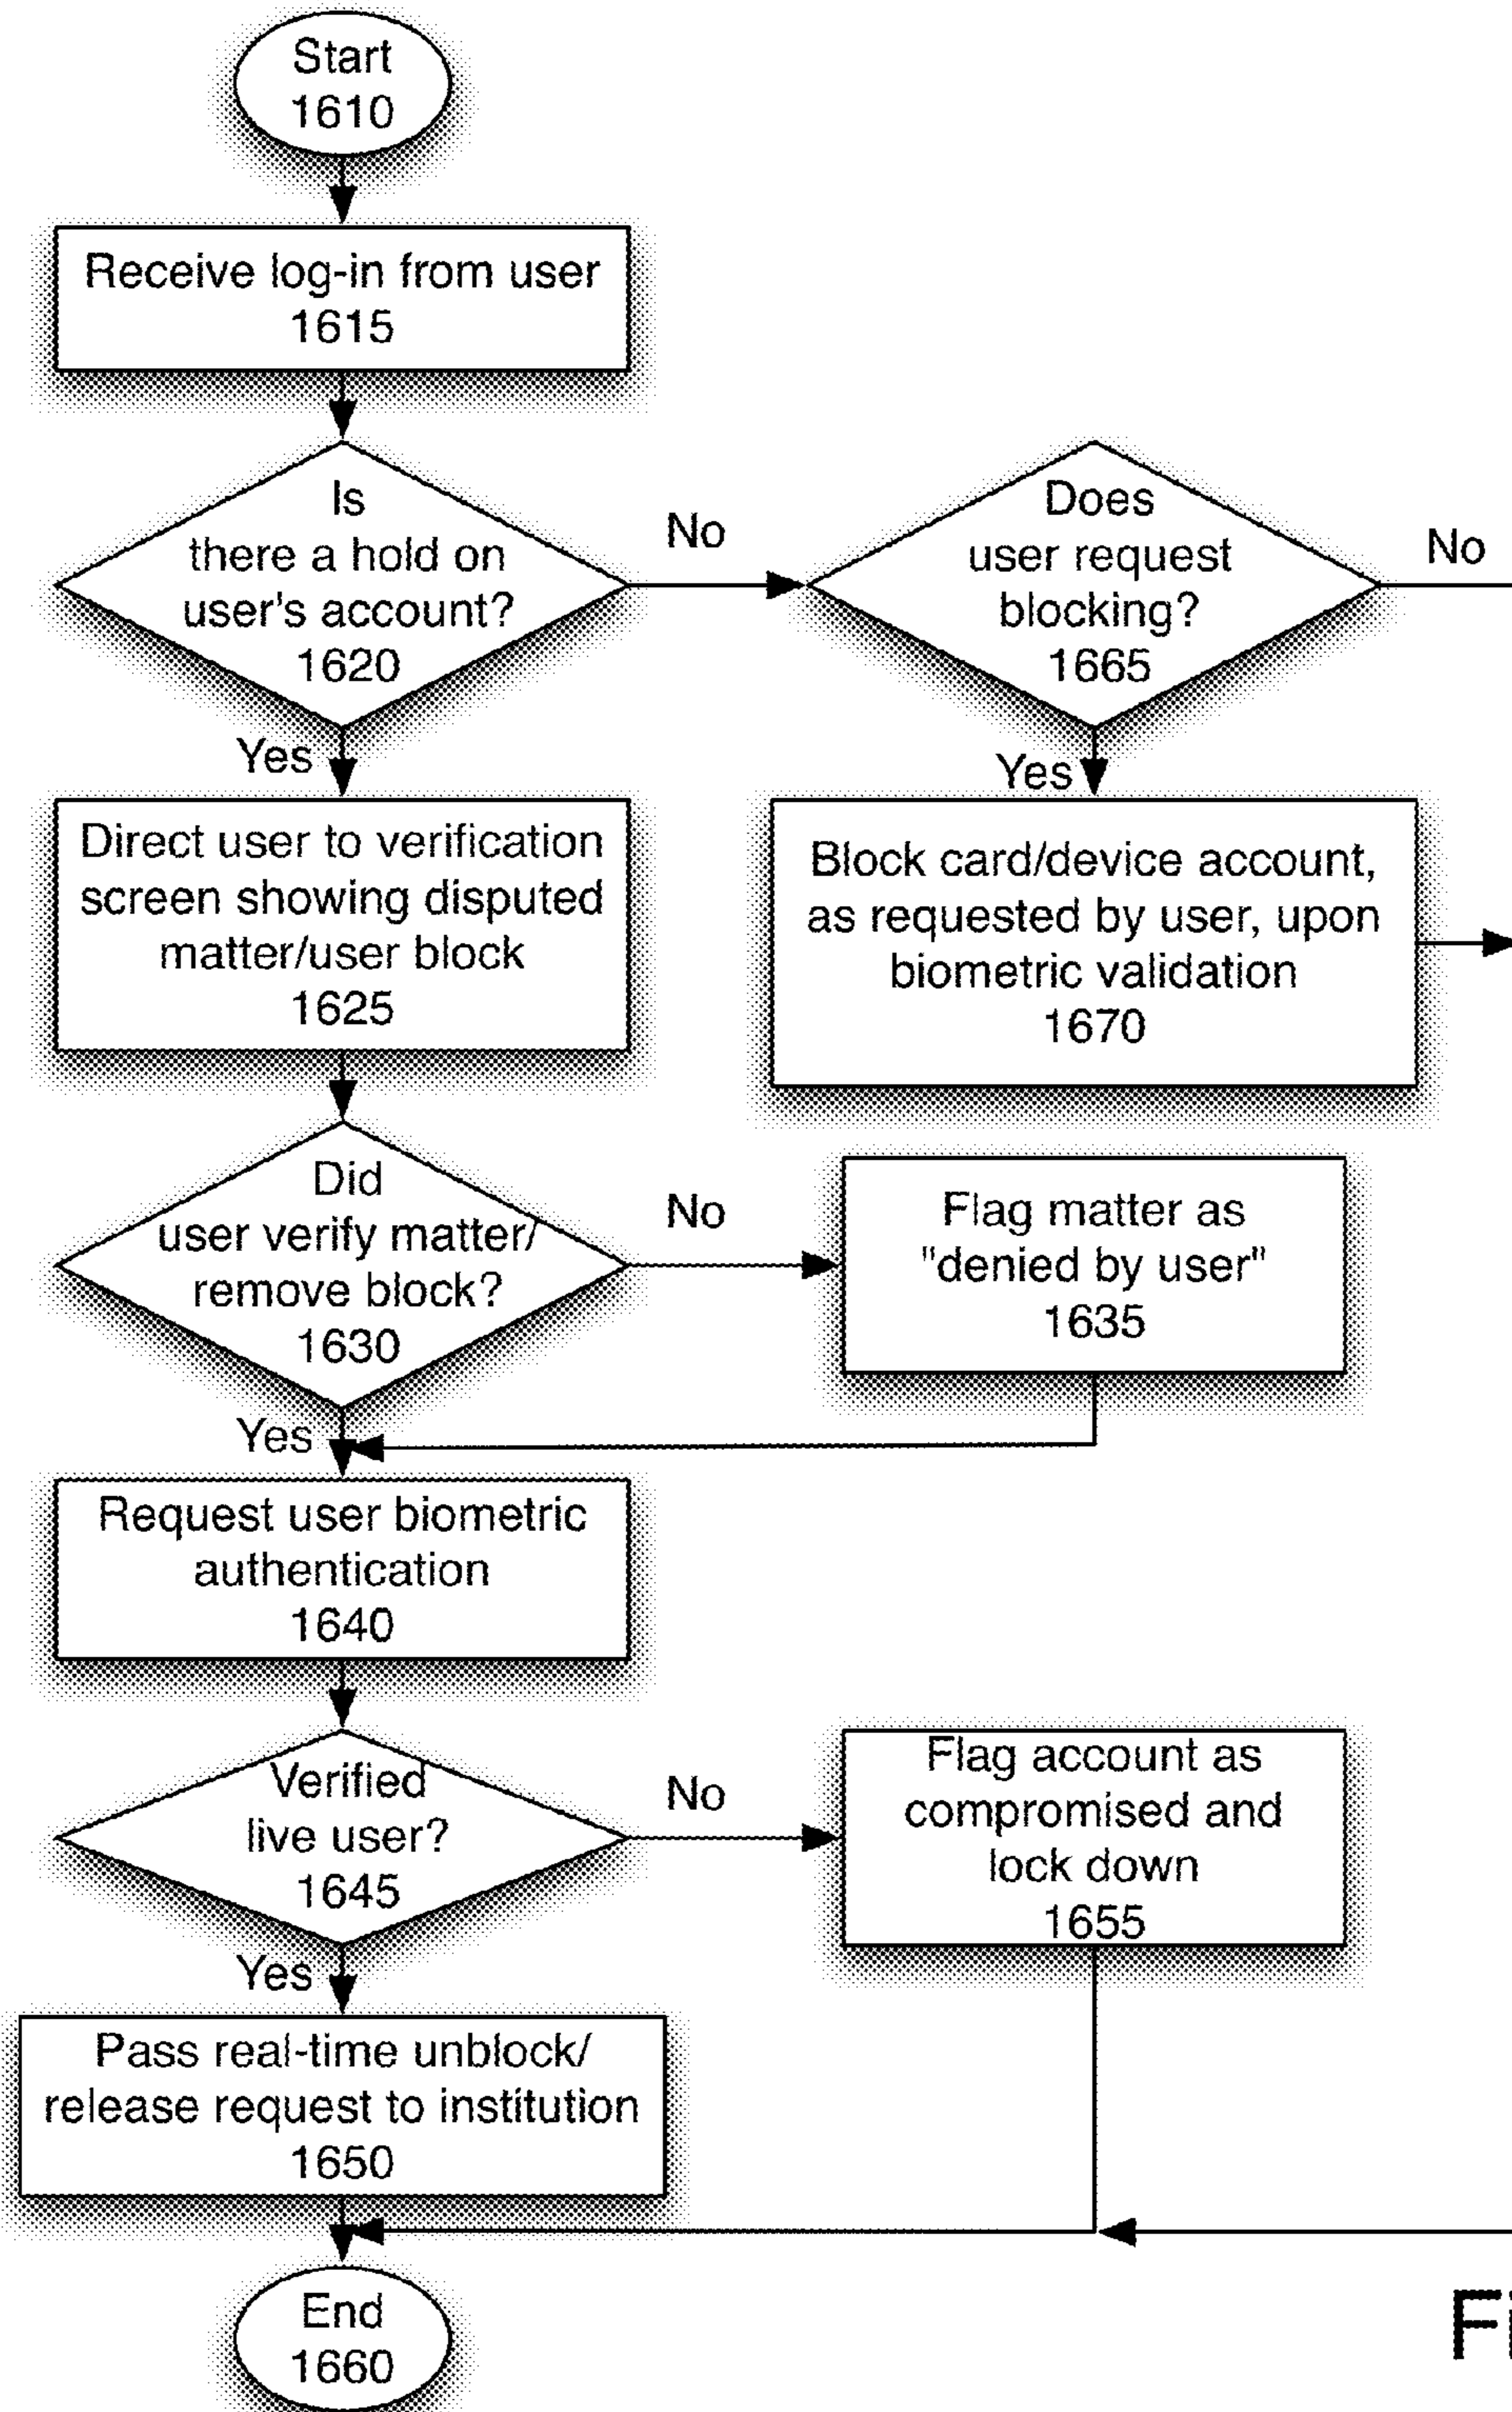 Start
1610
Receive log-in from user
1615
Is
there a hold on
user's account?
1620
No
Does
user request
blocking?
1665
No
Yes
Yes
Direct user to verification
screen showing disputed
matter/user block
1625
Block card/device account,
as requested by user, upon
biometric validation
1670
Did
user verify matter/
remove block?
1630
No
Flag matter as
"denied by user"
1635
Yes
Request user biometric
authentication
1640
Verified
live user?
1645
No
Flag account as
compromised and
lock down
1655
Yes
Pass real-time unblock/
release request to institution
1650
End
1660